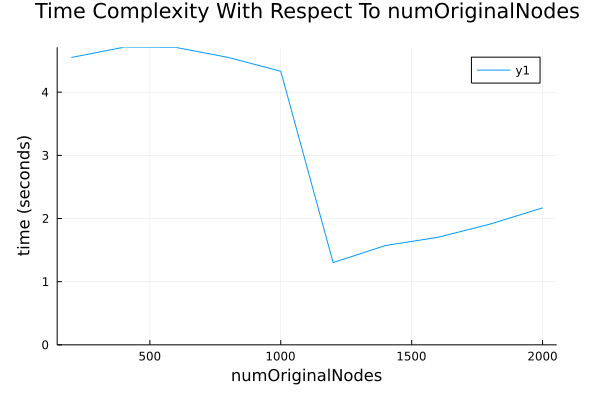 Time Complexity With Respect To numOriginalNodes
y1
4
3
2
1
0
time (seconds)
500
1000
1500
2000
numOriginalNodes